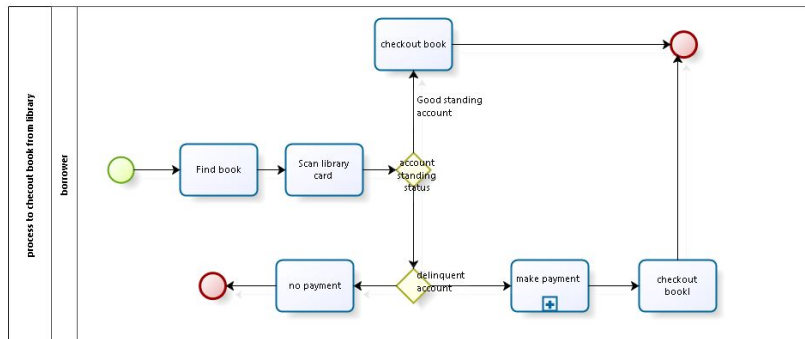 process to checout book from library
borrower
checkout book
Good standing
account
Find book
Scan library
card
account
standing
status
no payment
delinquent
account
make payment
checkout
bookl